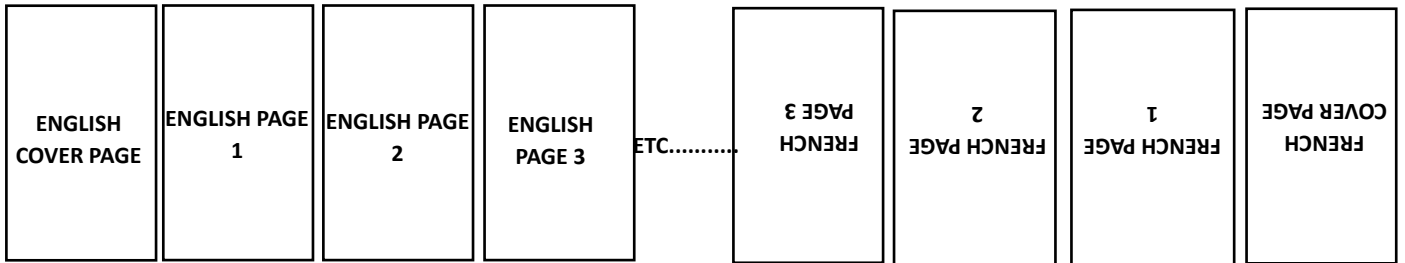 ENGLISH
COVER PAGE
ENGLISH PAGE
1
ENGLISH PAGE
2
ENGLISH
PAGE 3
ETC...........
FRENCH
PAGE 3
FRENCH PAGE
2
FRENCH PAGE
1
FRENCH
COVER PAGE